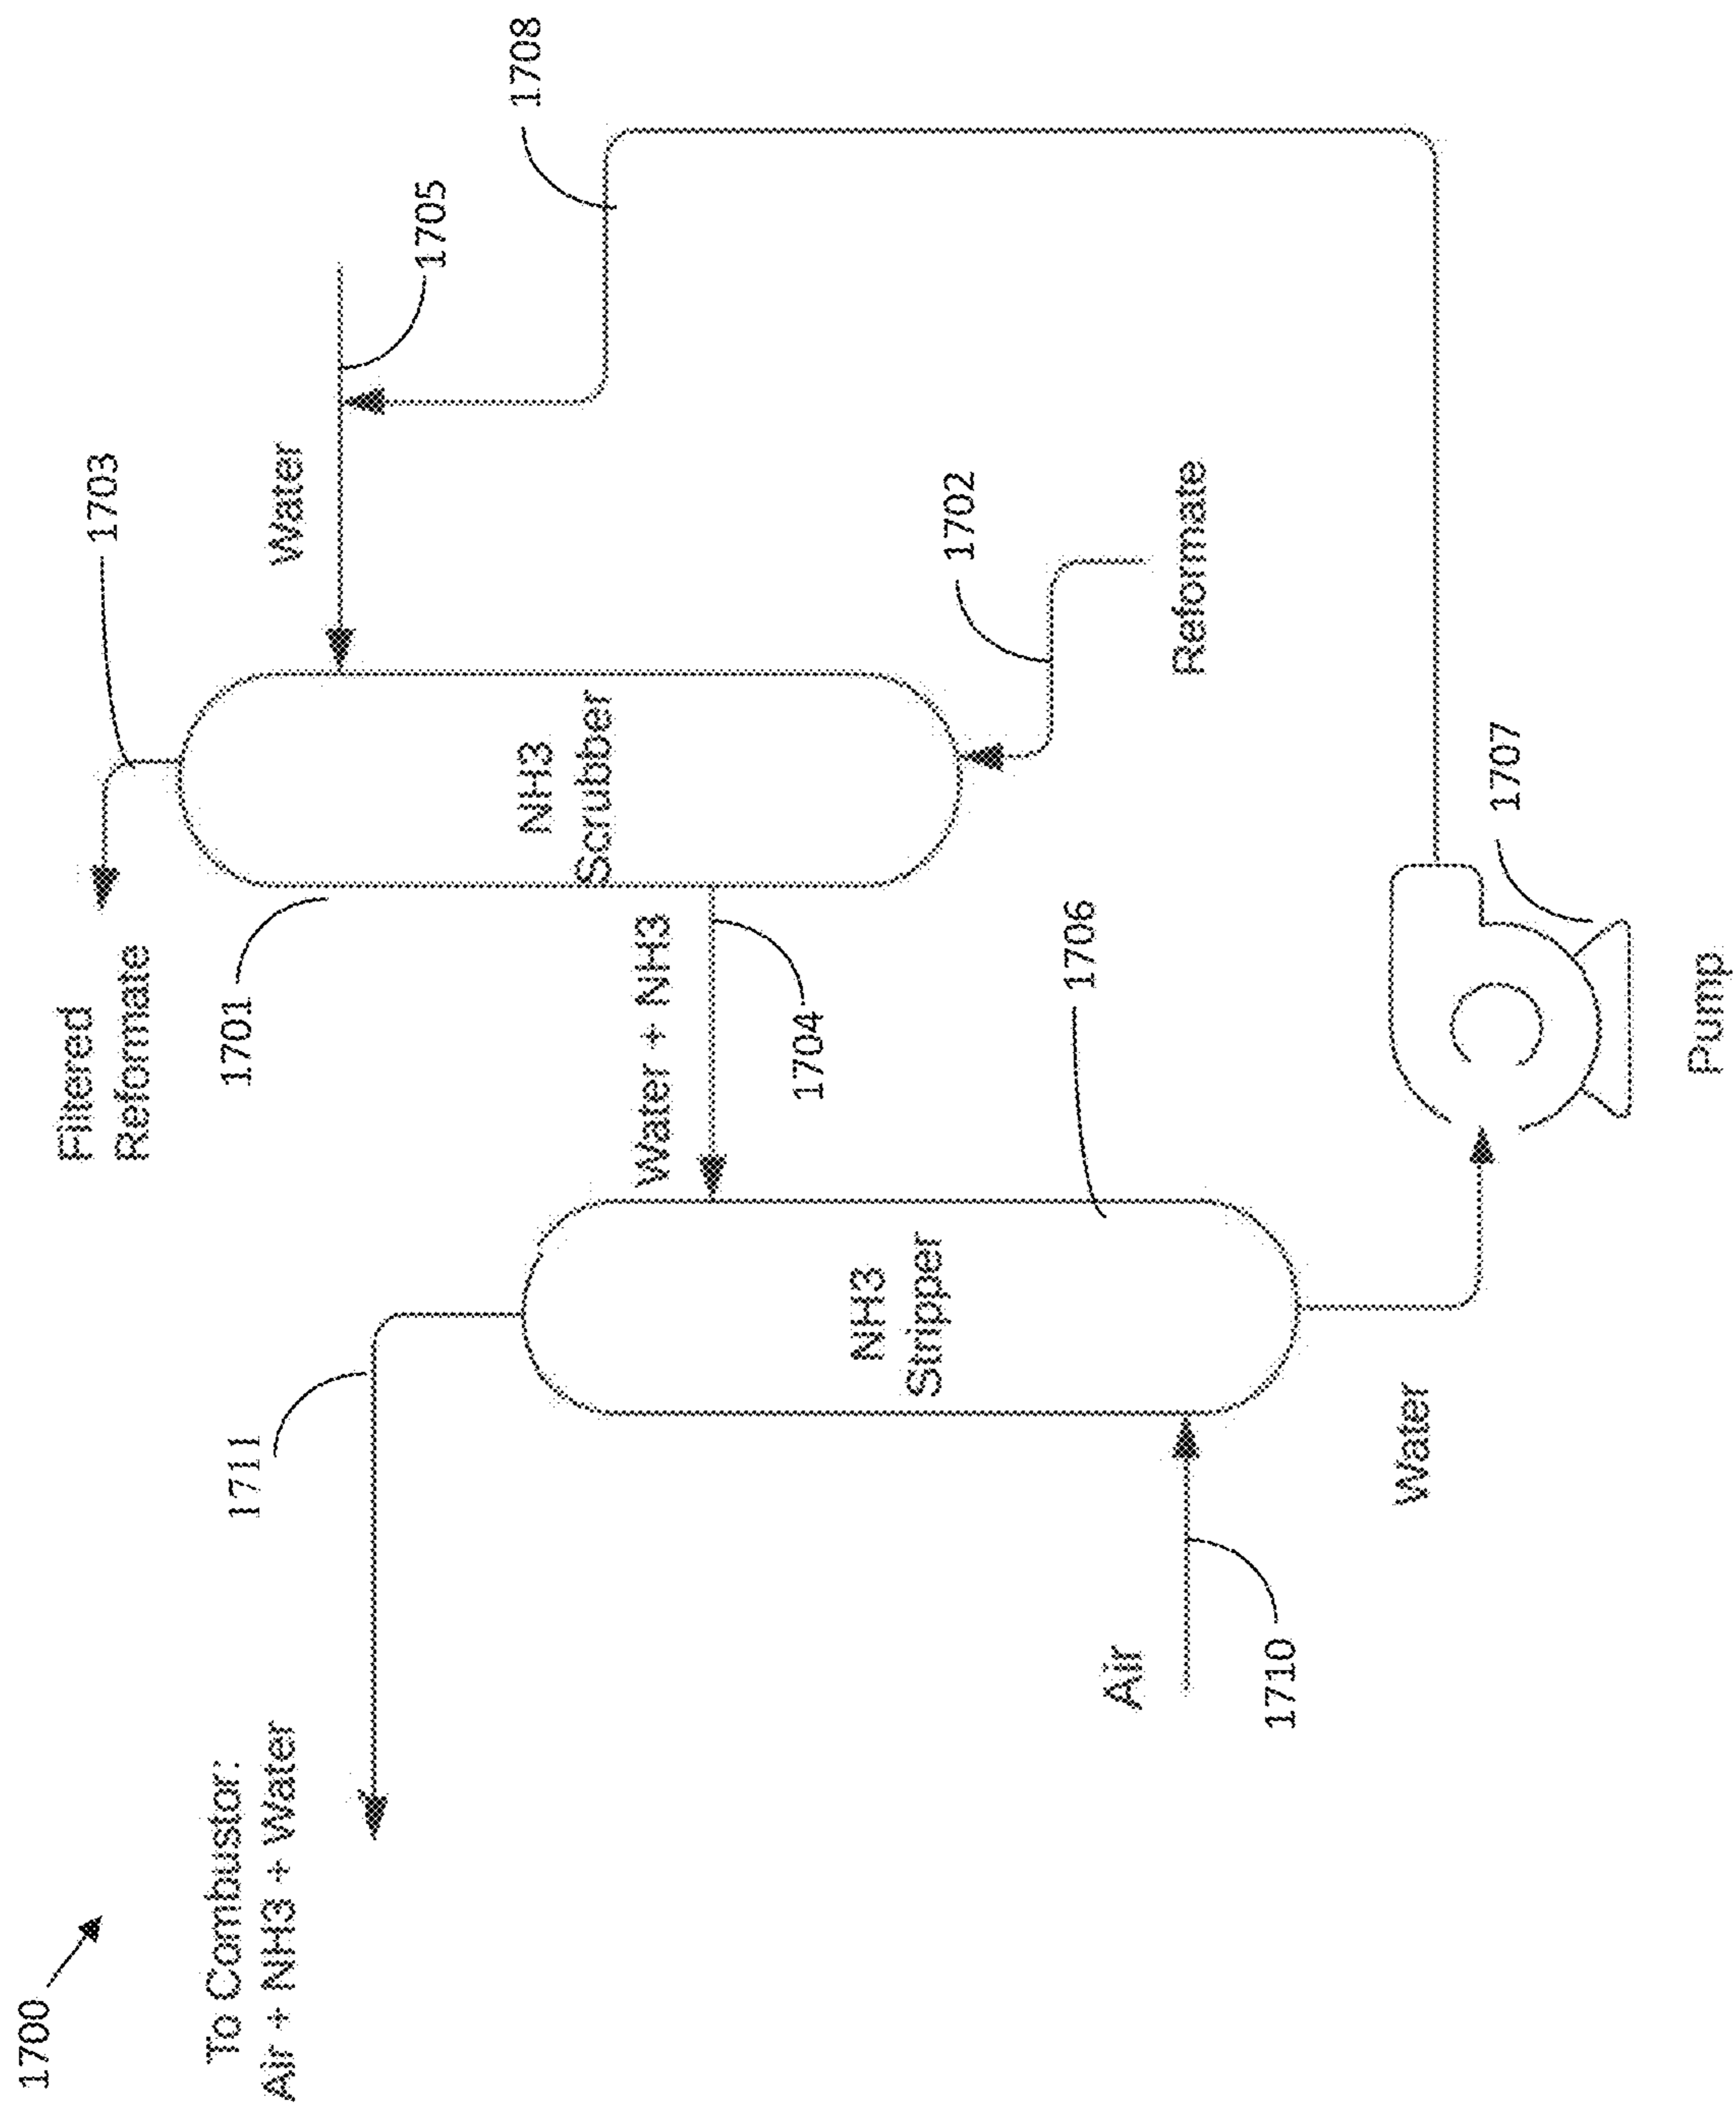 1700
To Combustor:
Air + NH3 + Water
1711
Filtered
Reformate
1703
1701
Water
1705
1708
NH3
Scrubber
Water + NH3
1704
1702
Reformate
NH3
Stripper
1706
Air
1710
Water
1707
Pump